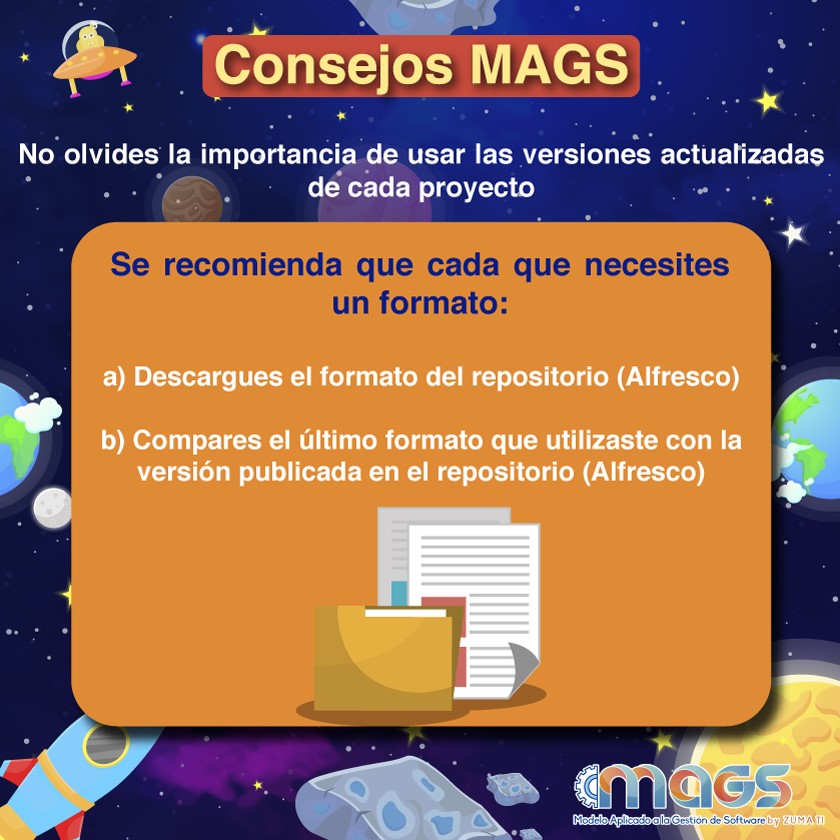 Consejos MAGS
No olvides la importancia de usar las versiones actualizadas
de cada proyecto
Se recomienda que cada que necesites
un formato:
a) Descargues el formato del repositorio (Alfresco)
b) Compares el último formato que utilizaste con la
versión publicada en el repositorio (Alfresco)
maGS
Modelo Aplicado a la Gestión de Software by ZUMA TI